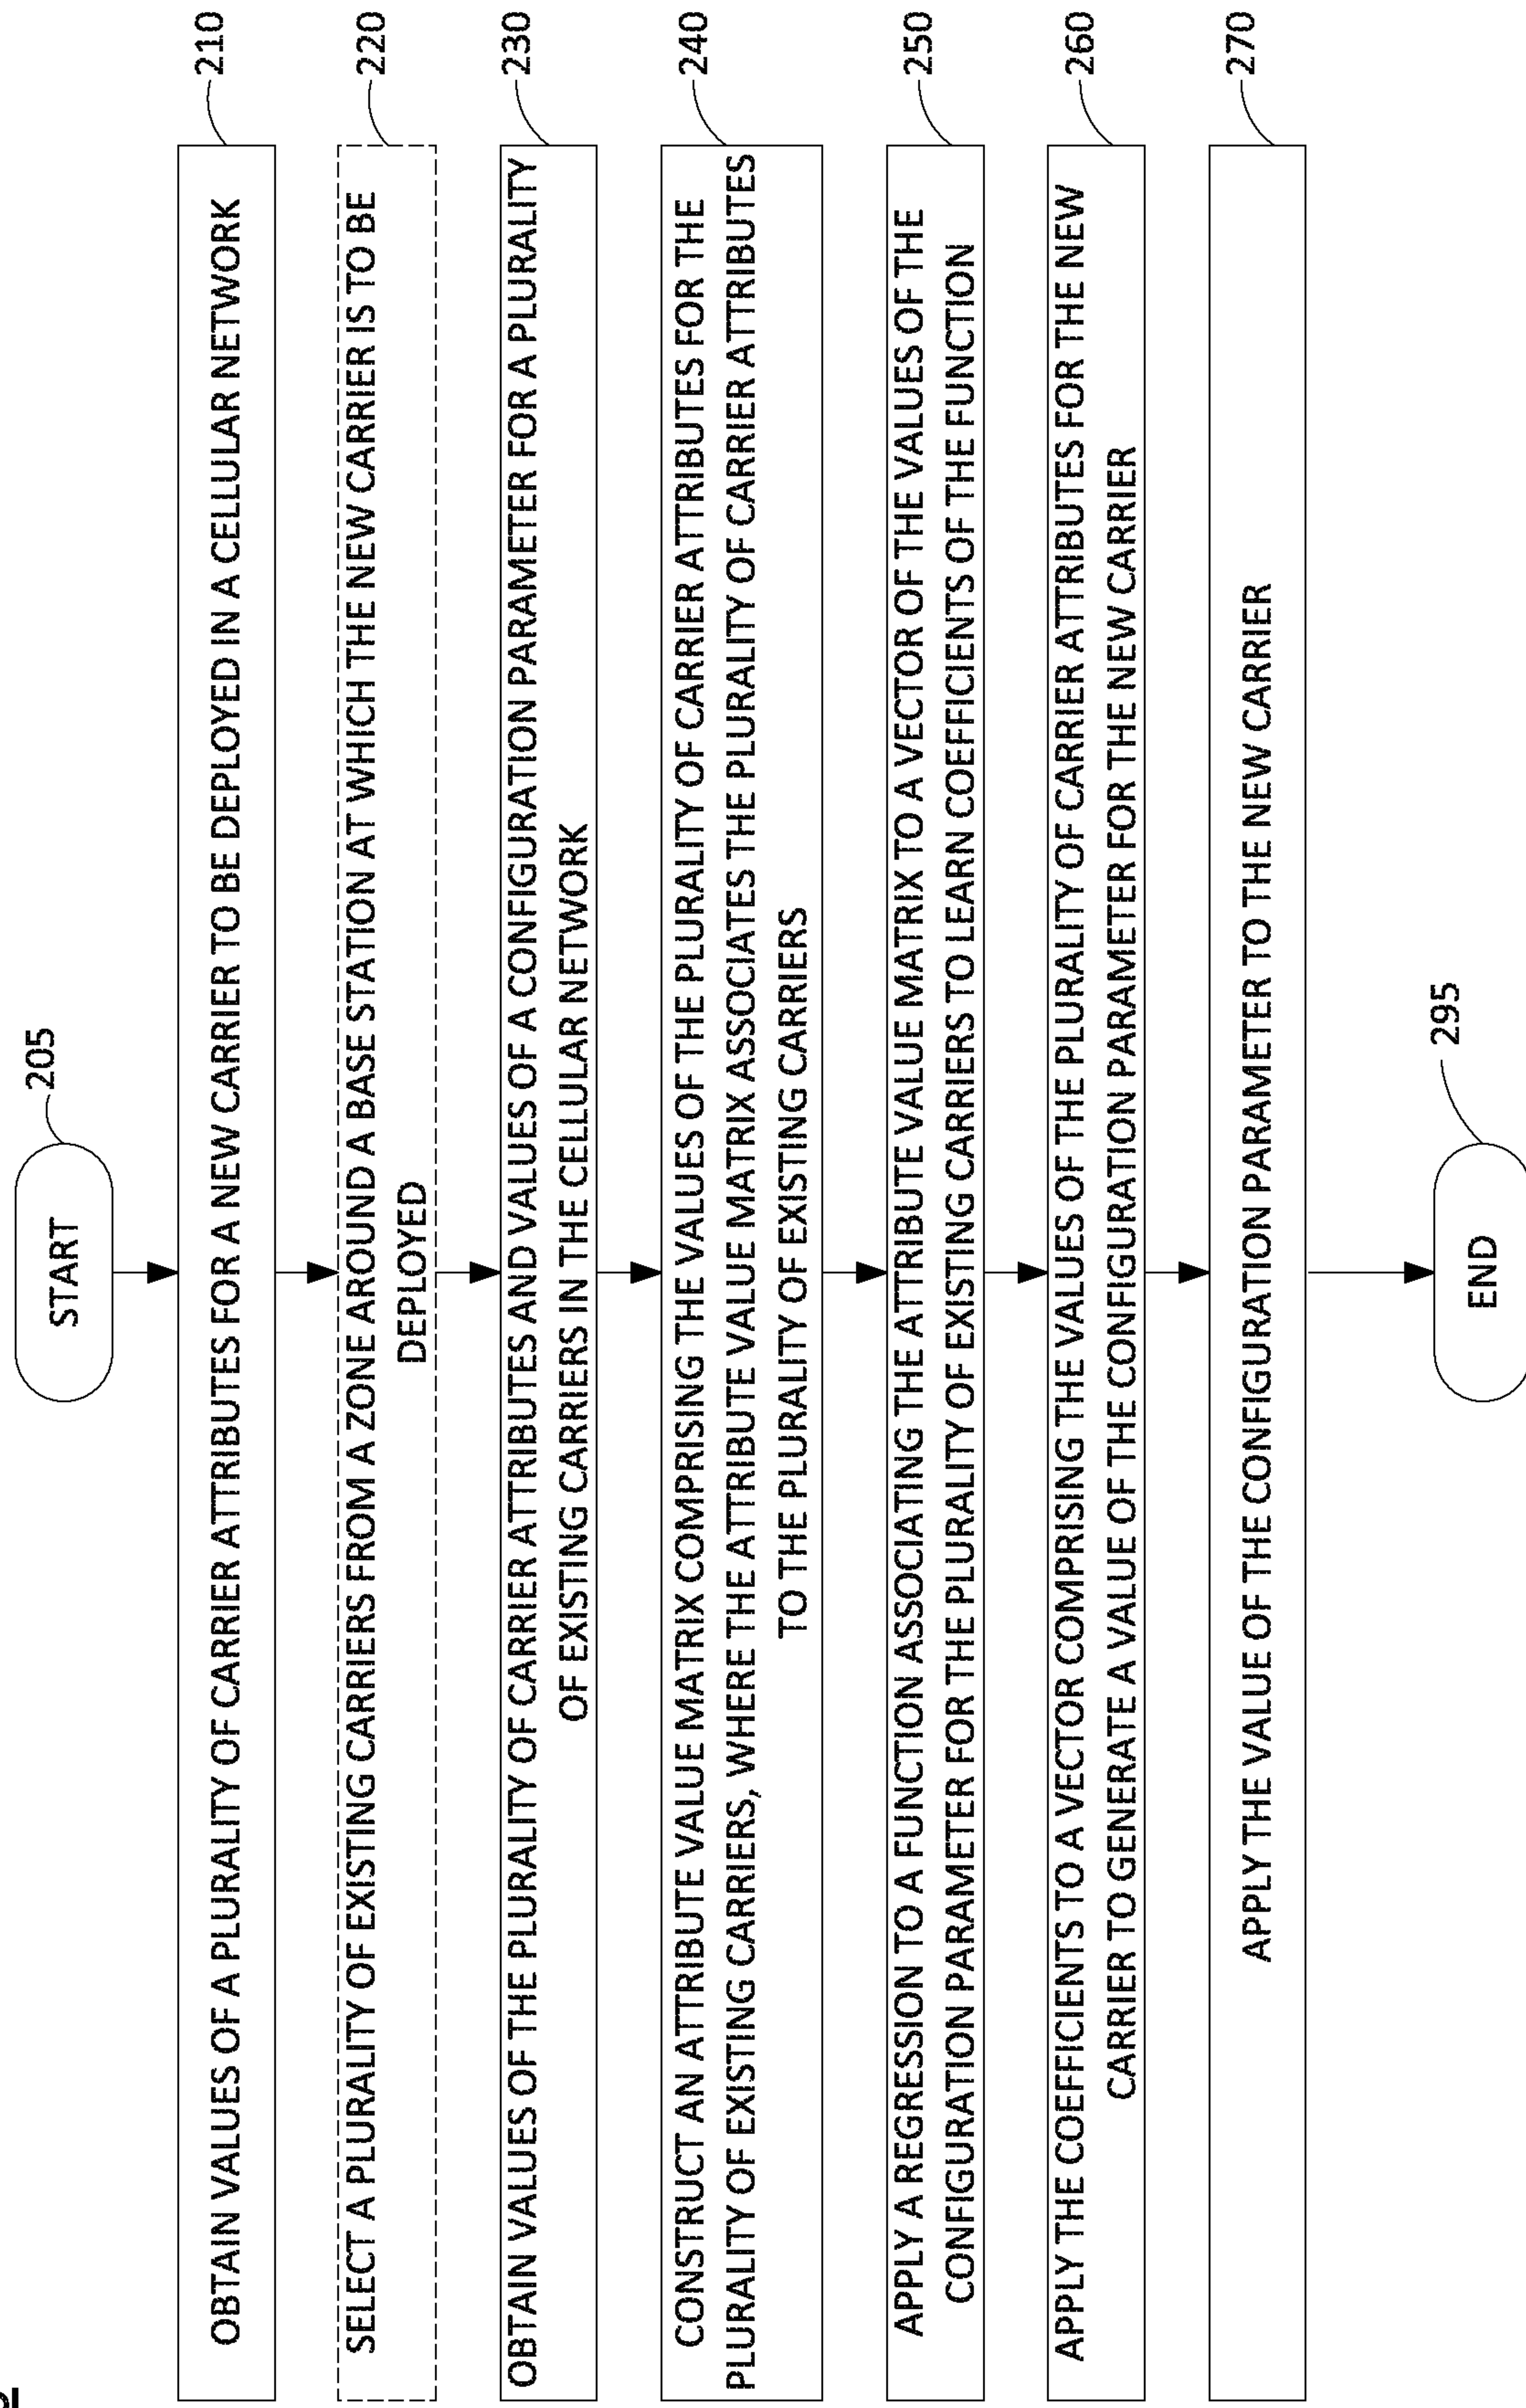 START
205
OBTAIN VALUES OF A PLURALITY OF CARRIER ATTRIBUTES FOR A NEW CARRIER TO BE DEPLOYED IN A CELLULAR NETWORK
210
SELECT A PLURALITY OF EXISTING CARRIERS FROM A ZONE AROUND A BASE STATION AT WHICH THE NEW CARRIER IS TO BE
DEPLOYED
220
OBTAIN VALUES OF THE PLURALITY OF CARRIER ATTRIBUTES AND VALUES OF A CONFIGURATION PARAMETER FOR A PLURALITY
OF EXISTING CARRIERS IN THE CELLULAR NETWORK
230
CONSTRUCT AN ATTRIBUTE VALUE MATRIX COMPRISING THE VALUES OF THE PLURALITY OF CARRIER ATTRIBUTES FOR THE
PLURALITY OF EXISTING CARRIERS, WHERE THE ATTRIBUTE VALUE MATRIX ASSOCIATES THE PLURALITY OF CARRIER ATTRIBUTES
TO THE PLURALITY OF EXISTING CARRIERS
240
APPLY A REGRESSION TO A FUNCTION ASSOCIATING THE ATTRIBUTE VALUE MATRIX TO A VECTOR OF THE VALUES OF THE
CONFIGURATION PARAMETER FOR THE PLURALITY OF EXISTING CARRIERS TO LEARN COEFFICIENTS OF THE FUNCTION
250
APPLY THE COEFFICIENTS TO A VECTOR COMPRISING THE VALUES OF THE PLURALITY OF CARRIER ATTRIBUTES FOR THE NEW
CARRIER TO GENERATE A VALUE OF THE CONFIGURATION PARAMETER FOR THE NEW CARRIER
260
APPLY THE VALUE OF THE CONFIGURATION PARAMETER TO THE NEW CARRIER
270
END
295